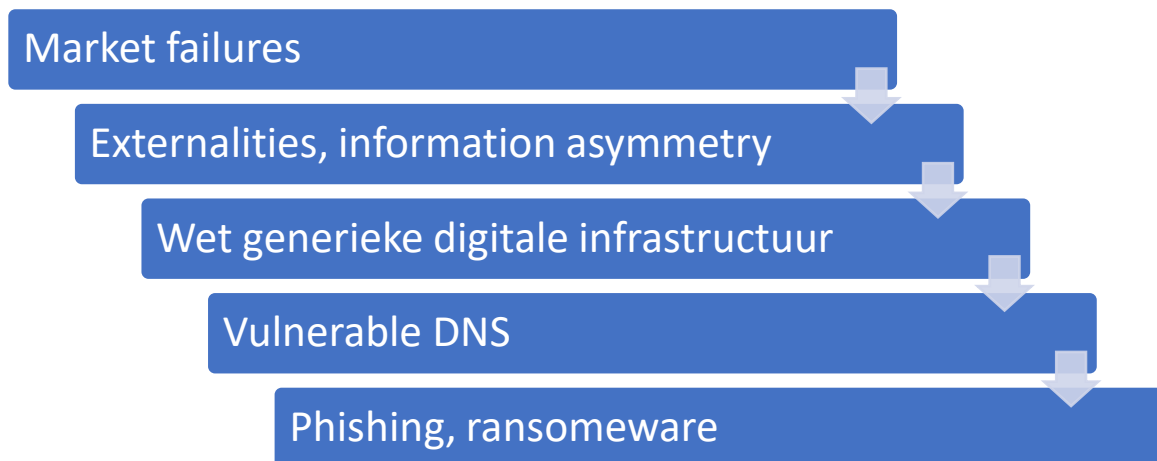 Market failures
Externalities, information asymmetry
Wet generieke digitale infrastructuur
Vulnerable DNS
Phishing, ransomeware